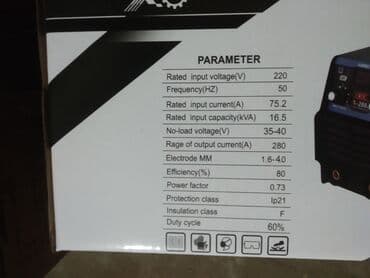 PARAMETER
Rated input voltage(V) 220
Frequency(HZ) 50
Rated input current(A) 75.2
Rated input capacity(kVA) 16.5
No-load voltage(V) 35-40
Rage of output current(A) 280
Electrode MM 1.6-4.0
Efficiency(%) 80
Power factor 0.73
Protection class Ip21
Insulation class F
Duty cycle 60%